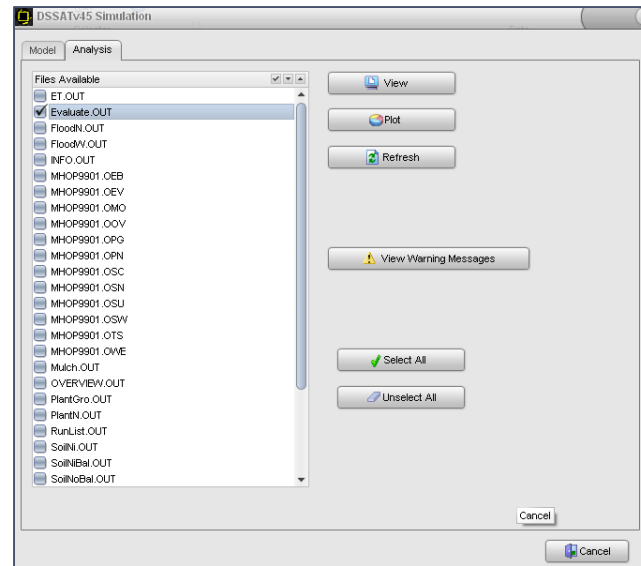 DSSATv45 Simulation
Model
Analysis
Files Available
ET.OUT
Evaluate.OUT
FloodN.OUT
FloodW.OUT
INFO.OUT
MHOP9901.OEB
MHOP9901.OEV
MHOP9901.OMO
MHOP9901.OOV
MHOP9901.OPG
MHOP9901.OPN
MHOP9901.OSC
MHOP9901.OSN
MHOP9901.OSU
MHOP9901.OSW
MHOP9901.OTS
MHOP9901.OWE
Mulch.OUT
OVERVIEW.OUT
PlantGro.OUT
PlantN.OUT
RunList.OUT
SoilNi.OUT
SoilNiBal.OUT
SoilNoBal.OUT
View
Plot
Refresh
View Warning Messages
Select All
Unselect All
Cancel
Cancel